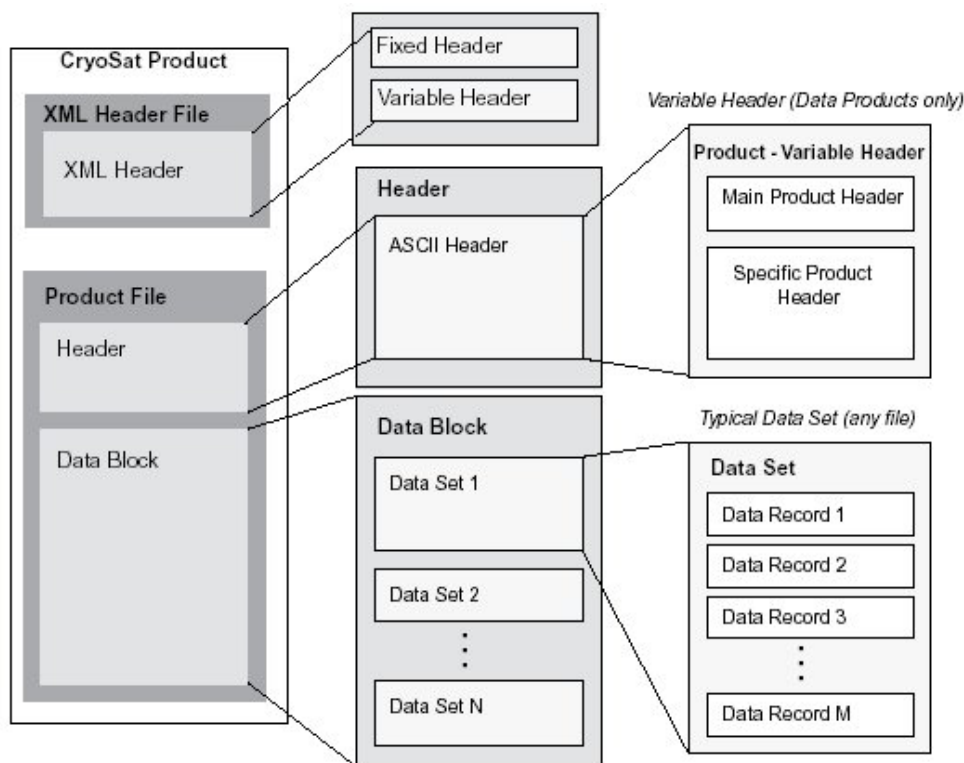 CryoSat Product
XML Header File
XML Header
Product File
Header
Data Block
Fixed Header
Variable Header
Header
ASCII Header
Data Block
Data Set 1
Data Set 2
Data Set N
Variable Header (Data Products only)
Product - Variable Header
Main Product Header
Specific Product
Header
Typical Data Set (any file)
Data Set
Data Record 1
Data Record 2
Data Record 3
Data Record M